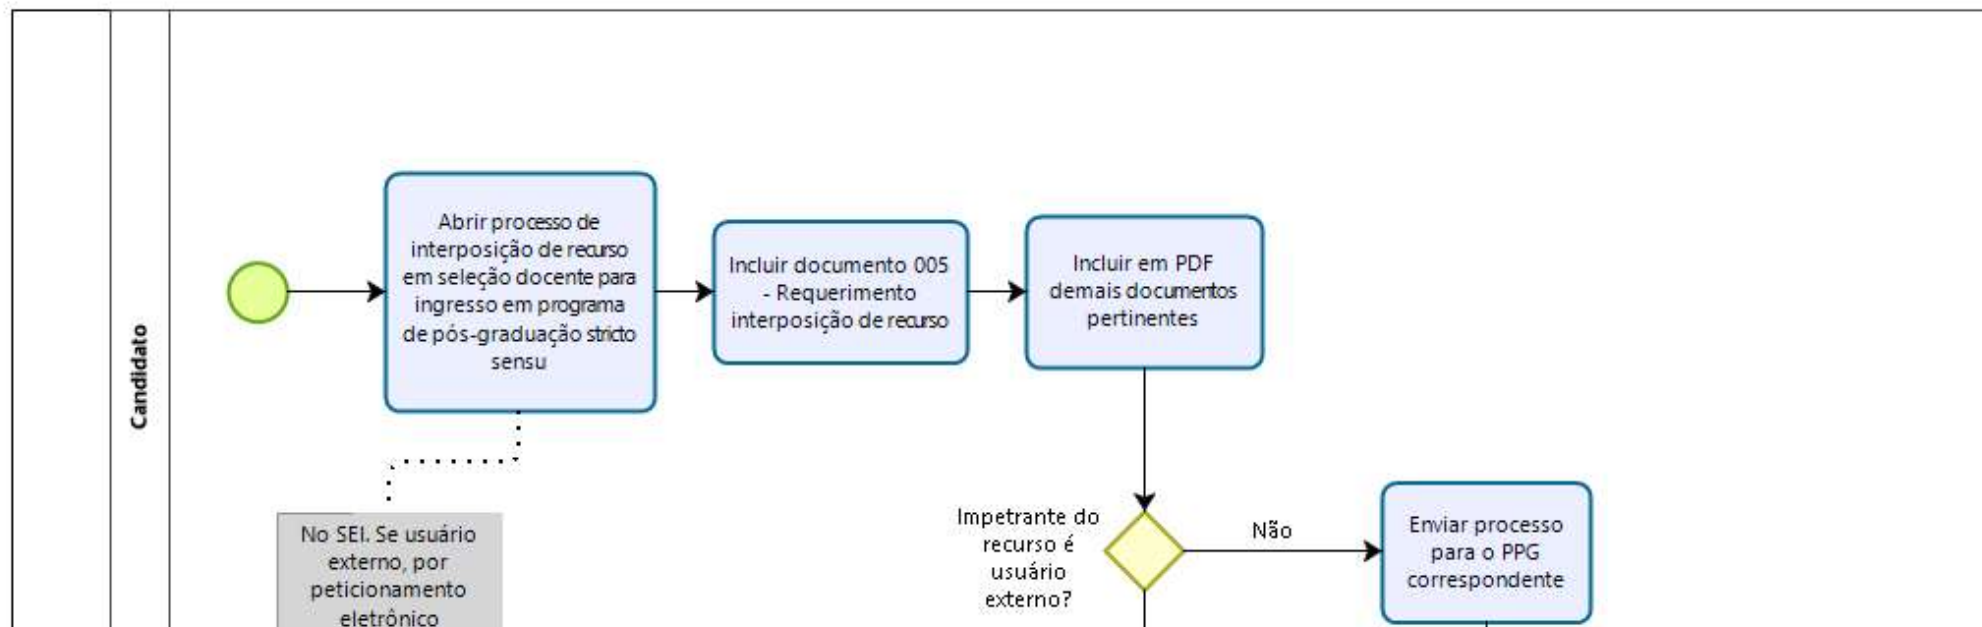 Candidato
Abrir processo de
interposição de recurso
em seleção docente para
ingresso em programa
de pós-graduação stricto
sensu
Incluir documento 005
- Requerimento
interposição de recurso
Incluir em PDF
demais documentos
pertinentes
No SEI. Se usuário
externo, por
peticionamento
eletrônico
Impetrante do
recurso é
usuário
externo?
Não
Enviar processo
para o PPG
correspondente